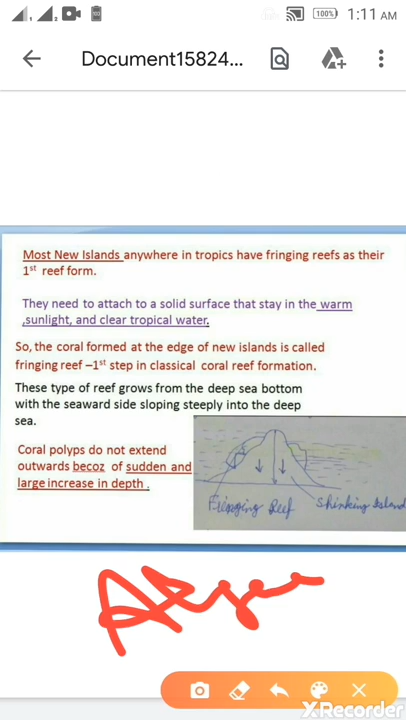 1:11 AM
100%
Document15824...
Most New Islands anywhere in tropics have fringing reefs as their
1st reef form.
They need to attach to a solid surface that stay in the warm
,sunlight, and clear tropical water.
So, the coral formed at the edge of new islands is called
fringing reef –1st step in classical coral reef formation.
These type of reef grows from the deep sea bottom
with the seaward side sloping steeply into the deep
sea.
Coral polyps do not extend
outwards becoz of sudden and
large increase in depth .
Fringing Reef
Shinking Island
XRecorder